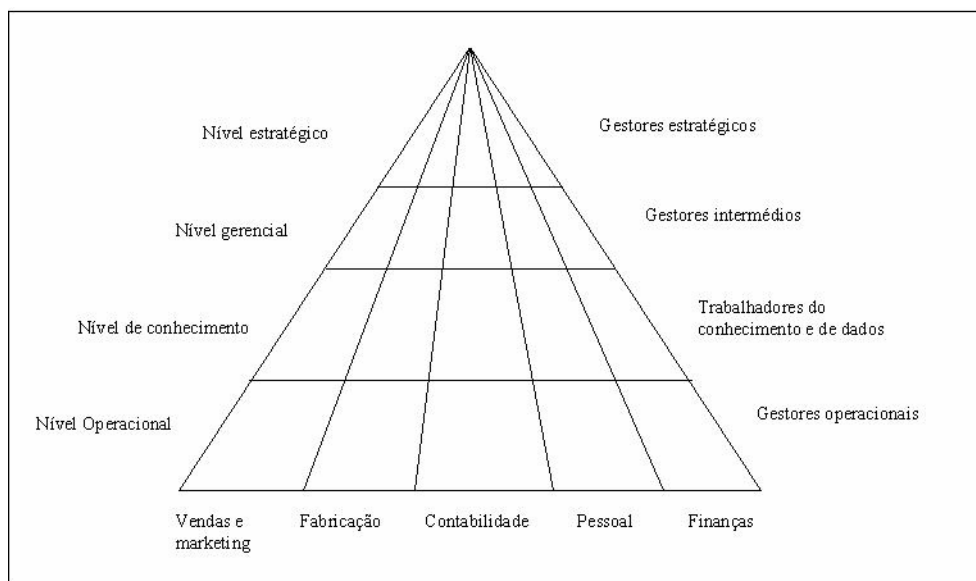 Nível estratégico
Gestores estratégicos
Nível gerencial
Gestores intermédios
Nível de conhecimento
Trabalhadores do
conhecimento e de dados
Nível Operacional
Gestores operacionais
Vendas e
marketing
Fabricação
Contabilidade
Pessoal
Finanças